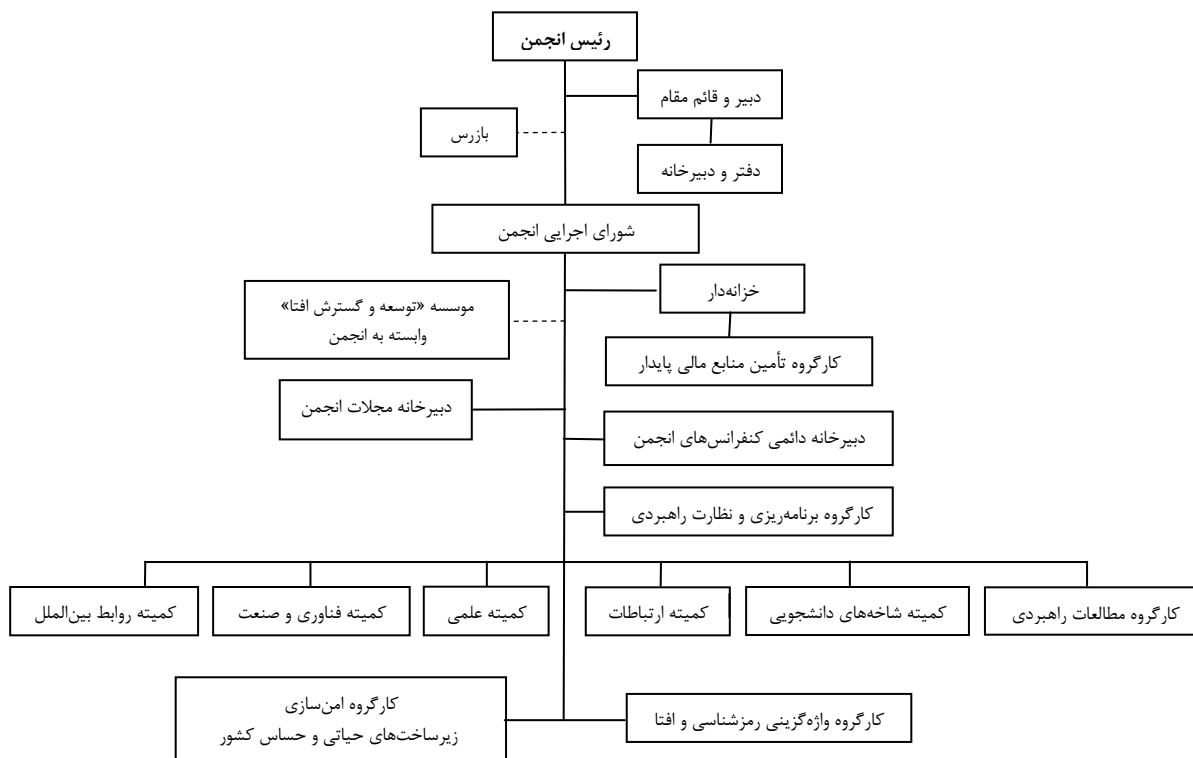 رئیس انجمن
دبیر و قائم مقام
بازرس
دفتر و دبیرخانه
شورای اجرایی انجمن
خزانه‌دار
موسسه «توسعه و گسترش افتا»
وابسته به انجمن
کارگروه تأمین منابع مالی پایدار
دبیرخانه مجلات انجمن
دبیرخانه دائمی کنفرانس‌های انجمن
کارگروه برنامه‌ریزی و نظارت راهبردی
کارگروه مطالعات راهبردی
کمیته شاخه‌های دانشجویی
کمیته ارتباطات
کمیته علمی
کمیته فناوری و صنعت
کمیته روابط بین‌الملل
کارگروه واژه‌گزینی رمزشناسی و افتا
کارگروه امن‌سازی
زیرساخت‌های حیاتی و حساس کشور